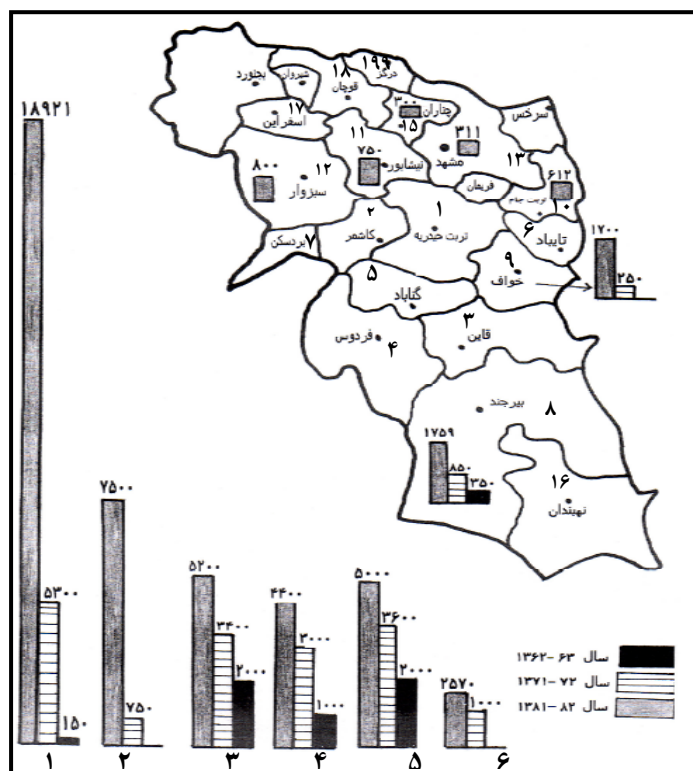 ۱۸۹۲۱
۵۳۰۰
۱۵۰
۱
۷۵۰۰
۷۵۰
۲
۵۲۰۰
۳۴۰۰
۲۰۰۰
۳
۴۴۰۰
۳۰۰۰
۱۰۰۰
۴
۵۰۰۰
۳۶۰۰
۲۰۰۰
۵
۲۵۷۰
۱۰۰۰
۶
بجنورد
شیروان
۱۸
قوچان
۱۹۹
درگز
۱۷
اسفراین
۳۰۰
چناران
۱۵
۳۱۱
مشهد
سرخس
۱۳
۱۱
۷۵۰
نیشابور
۸۰۰
۱۲
سبزوار
فریمان
۶۱۲
تربت جام
۱۰
۶
تایباد
۲
کاشمر
۱
تربت حیدریه
۷
بردسکن
۹
خواف
۱۷۰۰
۲۵۰
۵
گناباد
۳
قاین
فردوس
۴
بیرجند
۸
۱۷۵۹
۸۵۰
۳۵۰
۱۶
نهبندان
سال ۶۳–۱۳۶۲
سال ۷۲–۱۳۷۱
سال ۸۲–۱۳۸۱